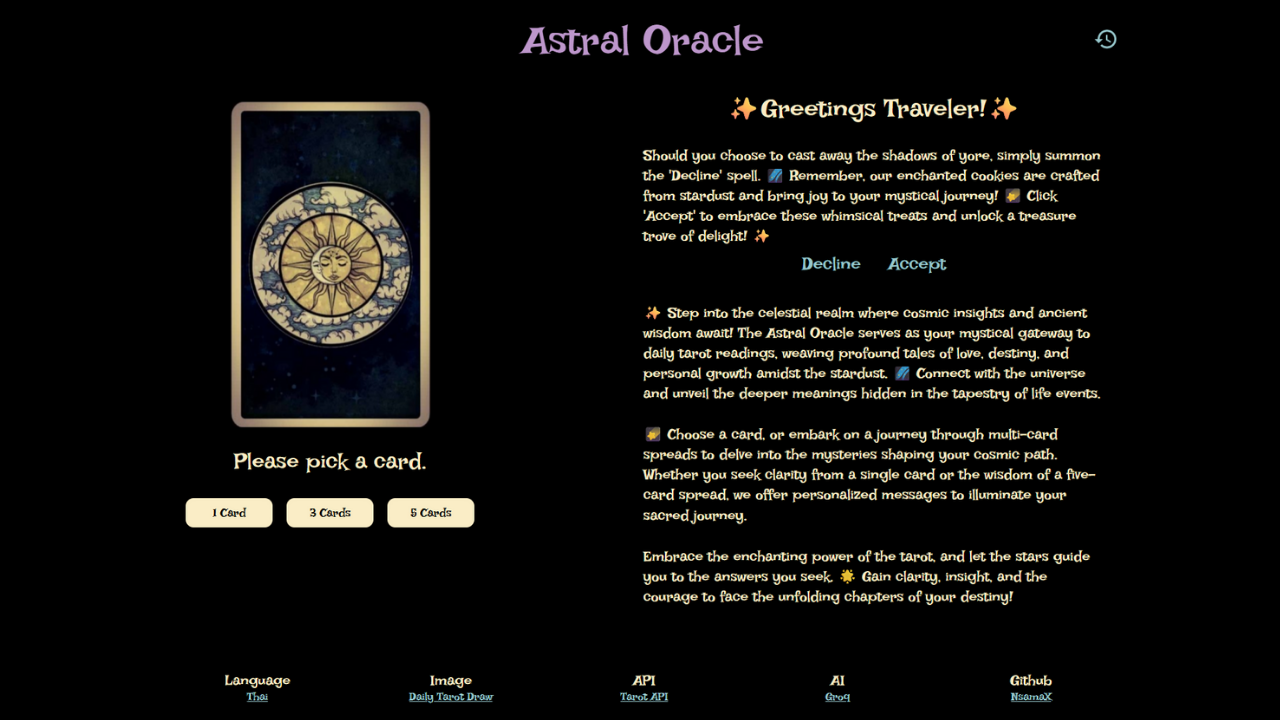 Astral Oracle
✨Greetings Traveler!✨
Should you choose to cast away the shadows of yore, simply summon
the 'Decline' spell. 🌌 Remember, our enchanted cookies are crafted
from stardust and bring joy to your mystical journey! 💫 Click
'Accept' to embrace these whimsical treats and unlock a treasure
trove of delight! ✨
Decline Accept
✨ Step into the celestial realm where cosmic insights and ancient
wisdom await! The Astral Oracle serves as your mystical gateway to
daily tarot readings, weaving profound tales of love, destiny, and
personal growth amidst the stardust. 🌌 Connect with the universe
and unveil the deeper meanings hidden in the tapestry of life events.
💫 Choose a card, or embark on a journey through multi-card
spreads to delve into the mysteries shaping your cosmic path.
Whether you seek clarity from a single card or the wisdom of a five-
card spread, we offer personalized messages to illuminate your
sacred journey.
Embrace the enchanting power of the tarot, and let the stars guide
you to the answers you seek. 🌟 Gain clarity, insight, and the
courage to face the unfolding chapters of your destiny!
Please pick a card.
1 Card 3 Cards 5 Cards
Language Image API AI Github
Thai Daily Tarot Draw Tarot API Groq NsamaX